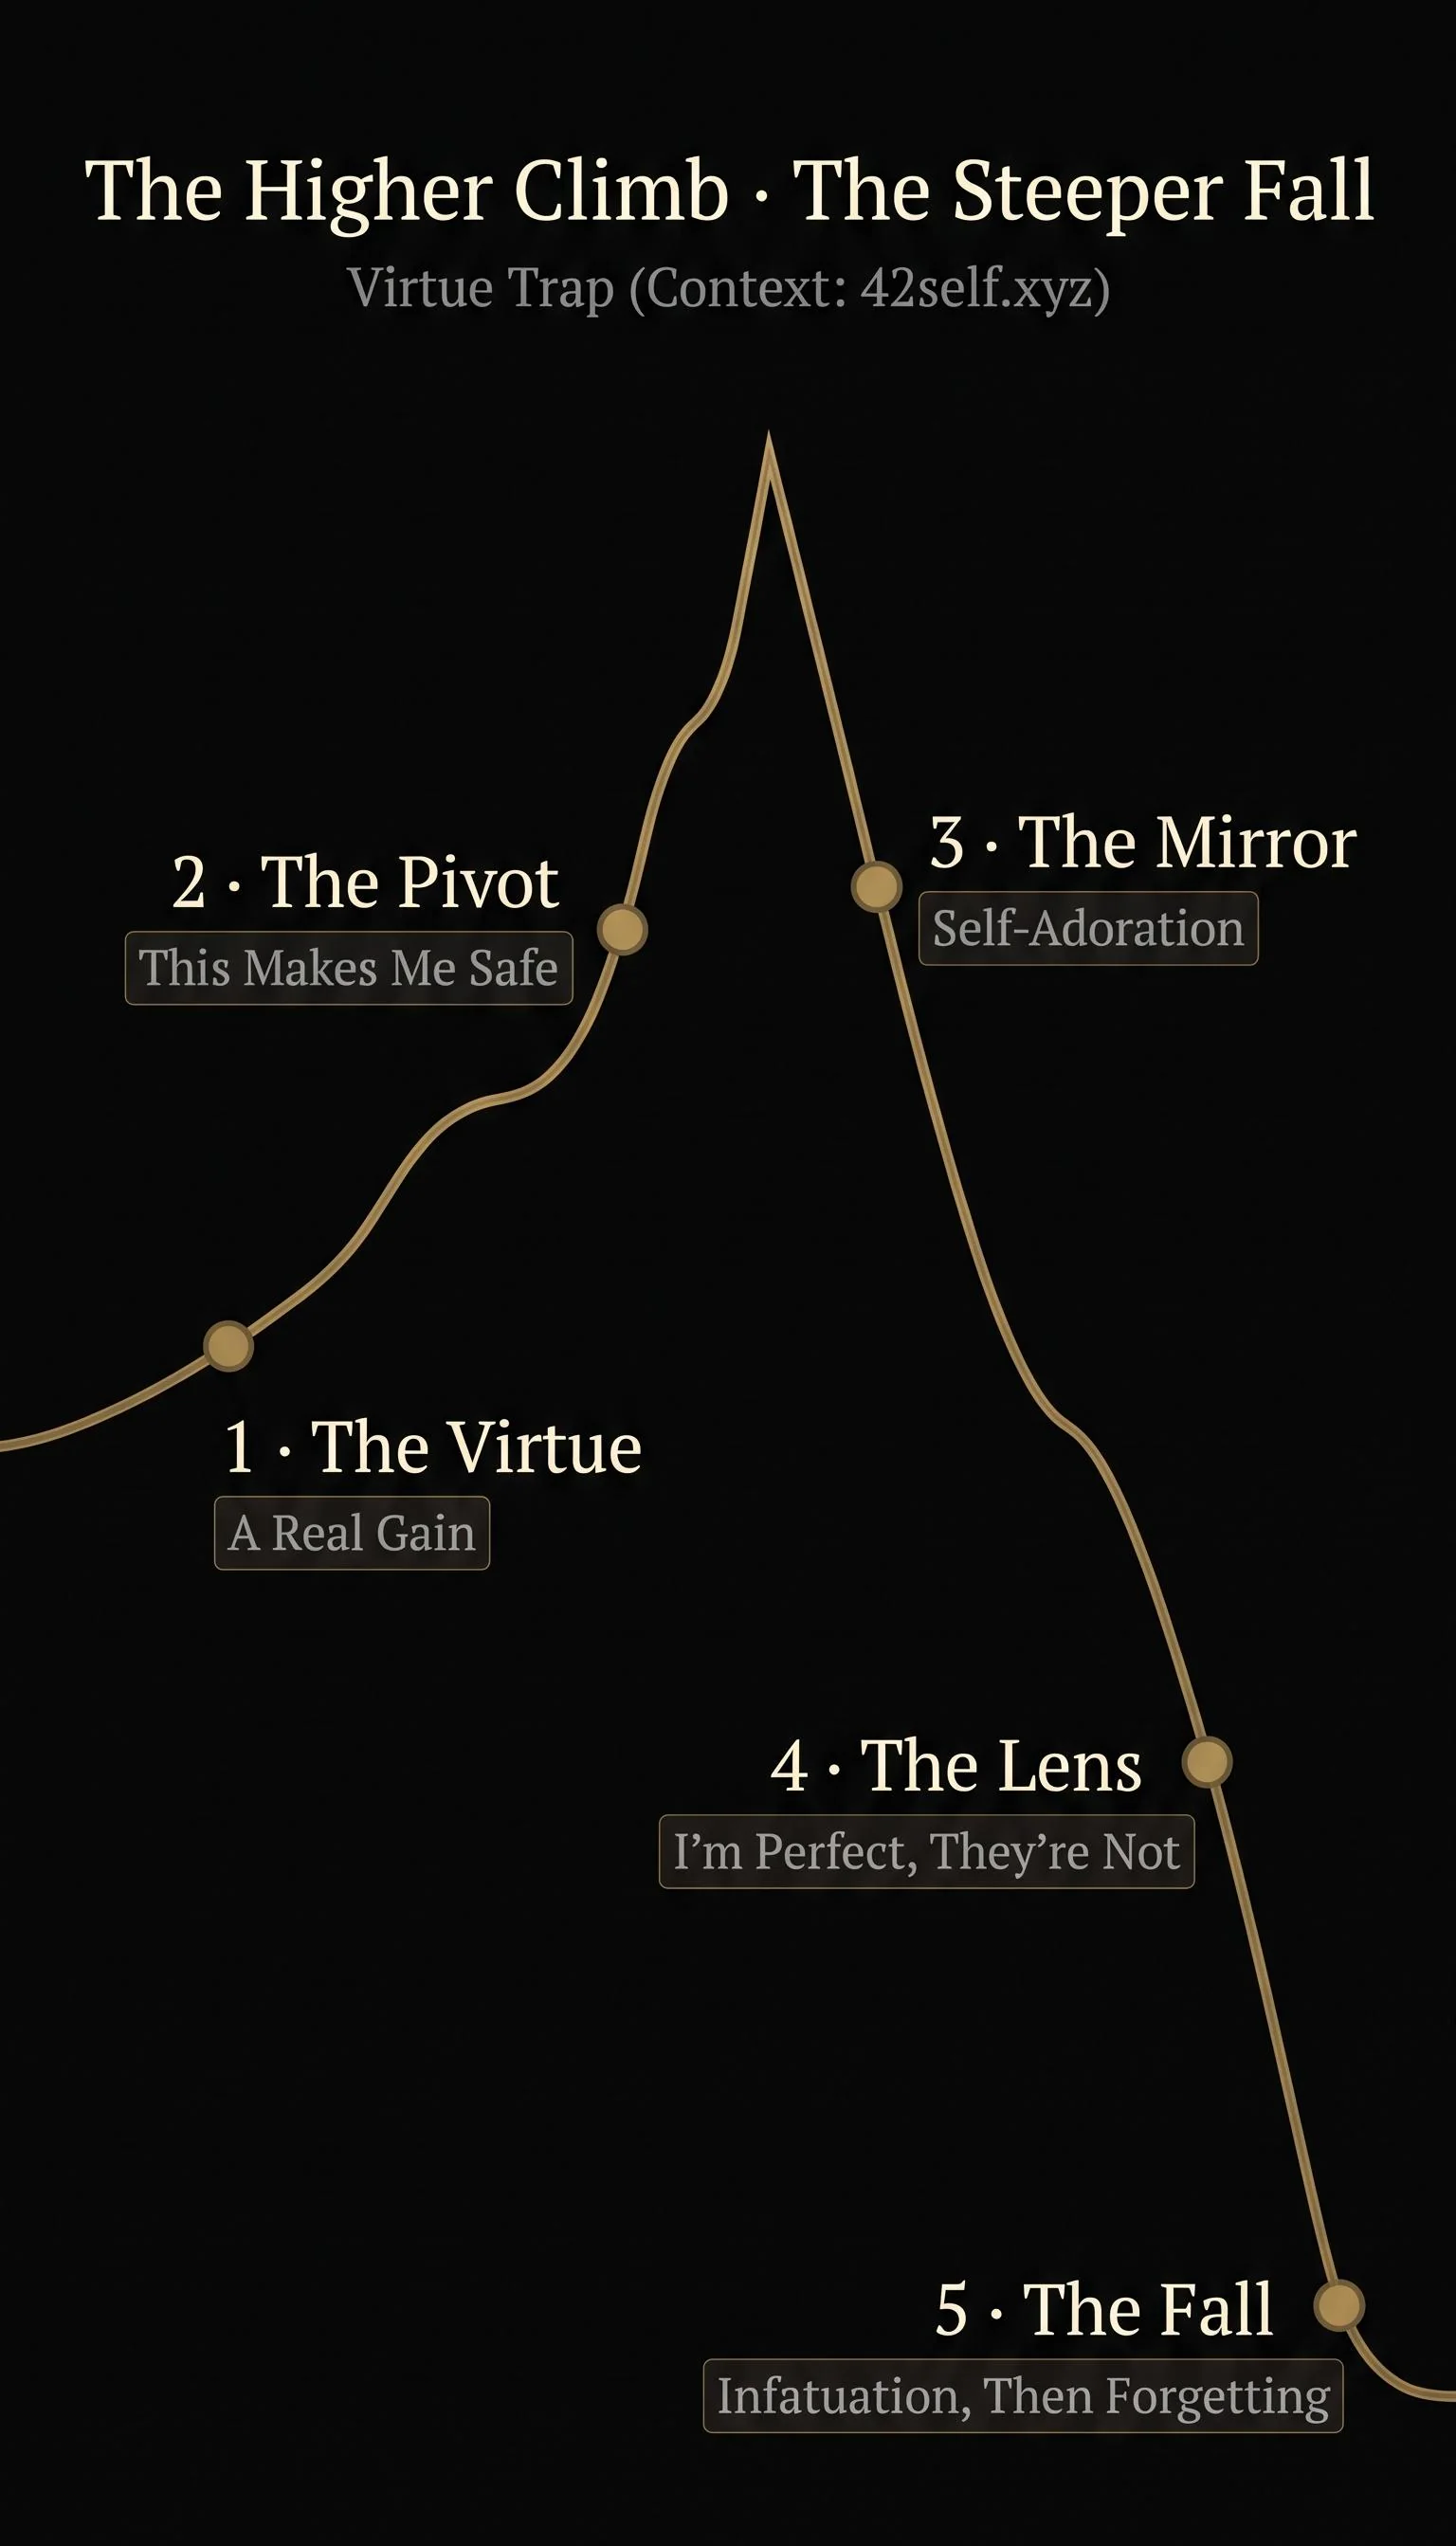 The Higher Climb · The Steeper Fall
Virtue Trap (Context: 42self.xyz)
3 · The Mirror
Self-Adoration
2 · The Pivot
This Makes Me Safe
1 · The Virtue
A Real Gain
4 · The Lens
I’m Perfect, They’re Not
5 · The Fall
Infatuation, Then Forgetting